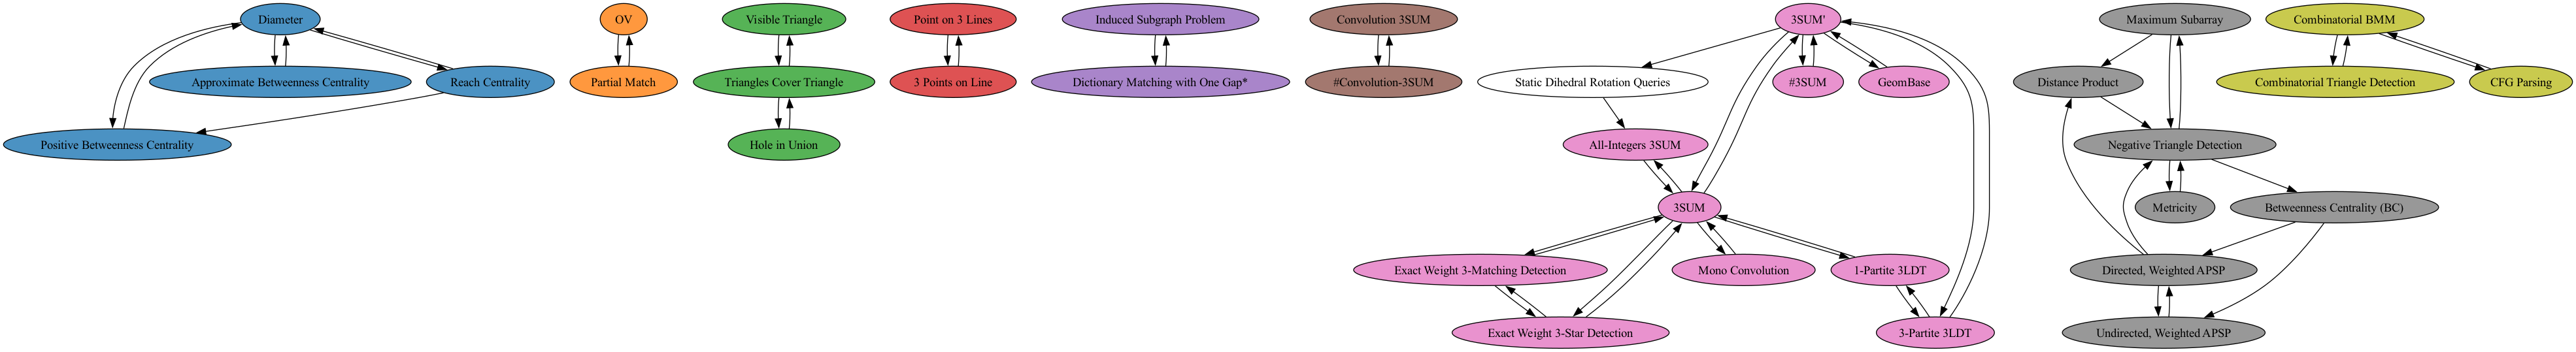 Diameter
OV
Visible Triangle
Point on 3 Lines
Induced Subgraph Problem
Convolution 3SUM
3SUM'
Maximum Subarray
Combinatorial BMM
Approximate Betweenness Centrality
Reach Centrality
Partial Match
Triangles Cover Triangle
3 Points on Line
Dictionary Matching with One Gap*
#Convolution-3SUM
Static Dihedral Rotation Queries
#3SUM
GeomBase
Distance Product
Combinatorial Triangle Detection
CFG Parsing
Positive Betweenness Centrality
Hole in Union
All-Integers 3SUM
Negative Triangle Detection
3SUM
Metricity
Betweenness Centrality (BC)
Exact Weight 3-Matching Detection
Mono Convolution
1-Partite 3LDT
Directed, Weighted APSP
Exact Weight 3-Star Detection
3-Partite 3LDT
Undirected, Weighted APSP